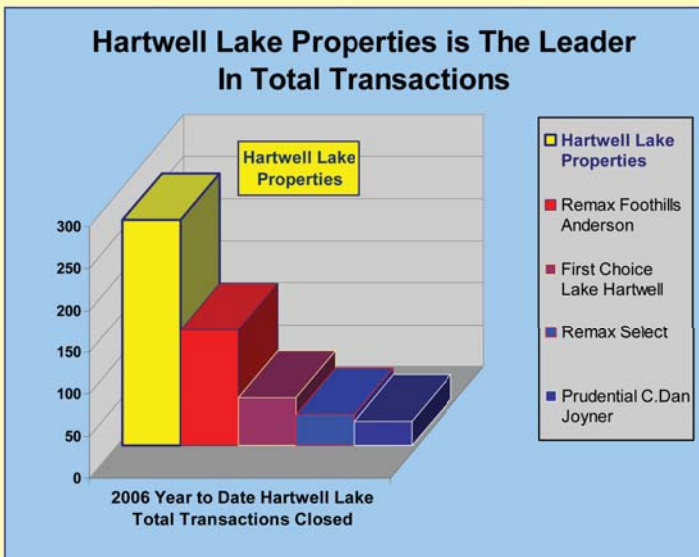 Hartwell Lake Properties is The Leader
In Total Transactions
Hartwell Lake
Properties
300
250
200
150
100
50
0
2006 Year to Date Hartwell Lake
Total Transactions Closed
Hartwell Lake
Properties
Remax Foothills
Anderson
First Choice
Lake Hartwell
Remax Select
Prudential C.Dan
Joyner